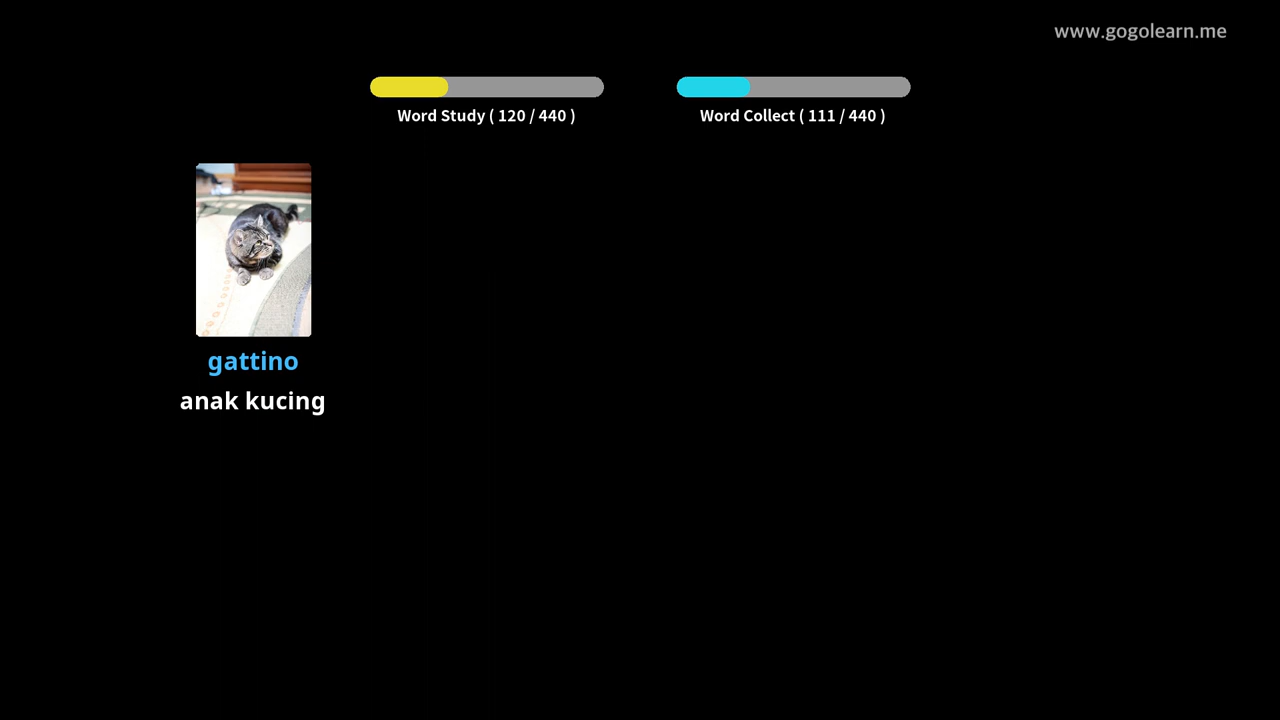 www.gogolearn.me
Word Study ( 120 / 440 )
Word Collect ( 111 / 440 )
gattino
anak kucing